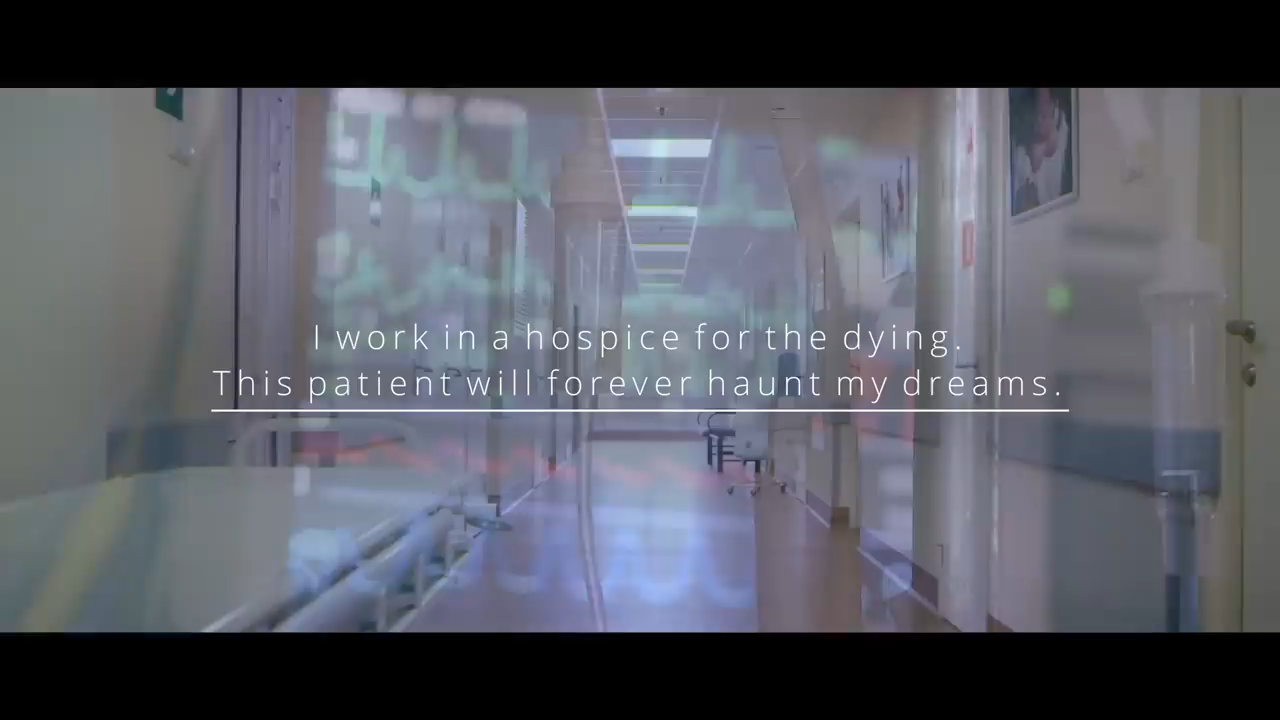 I work in a hospice for the dying.
This patient will forever haunt my dreams.